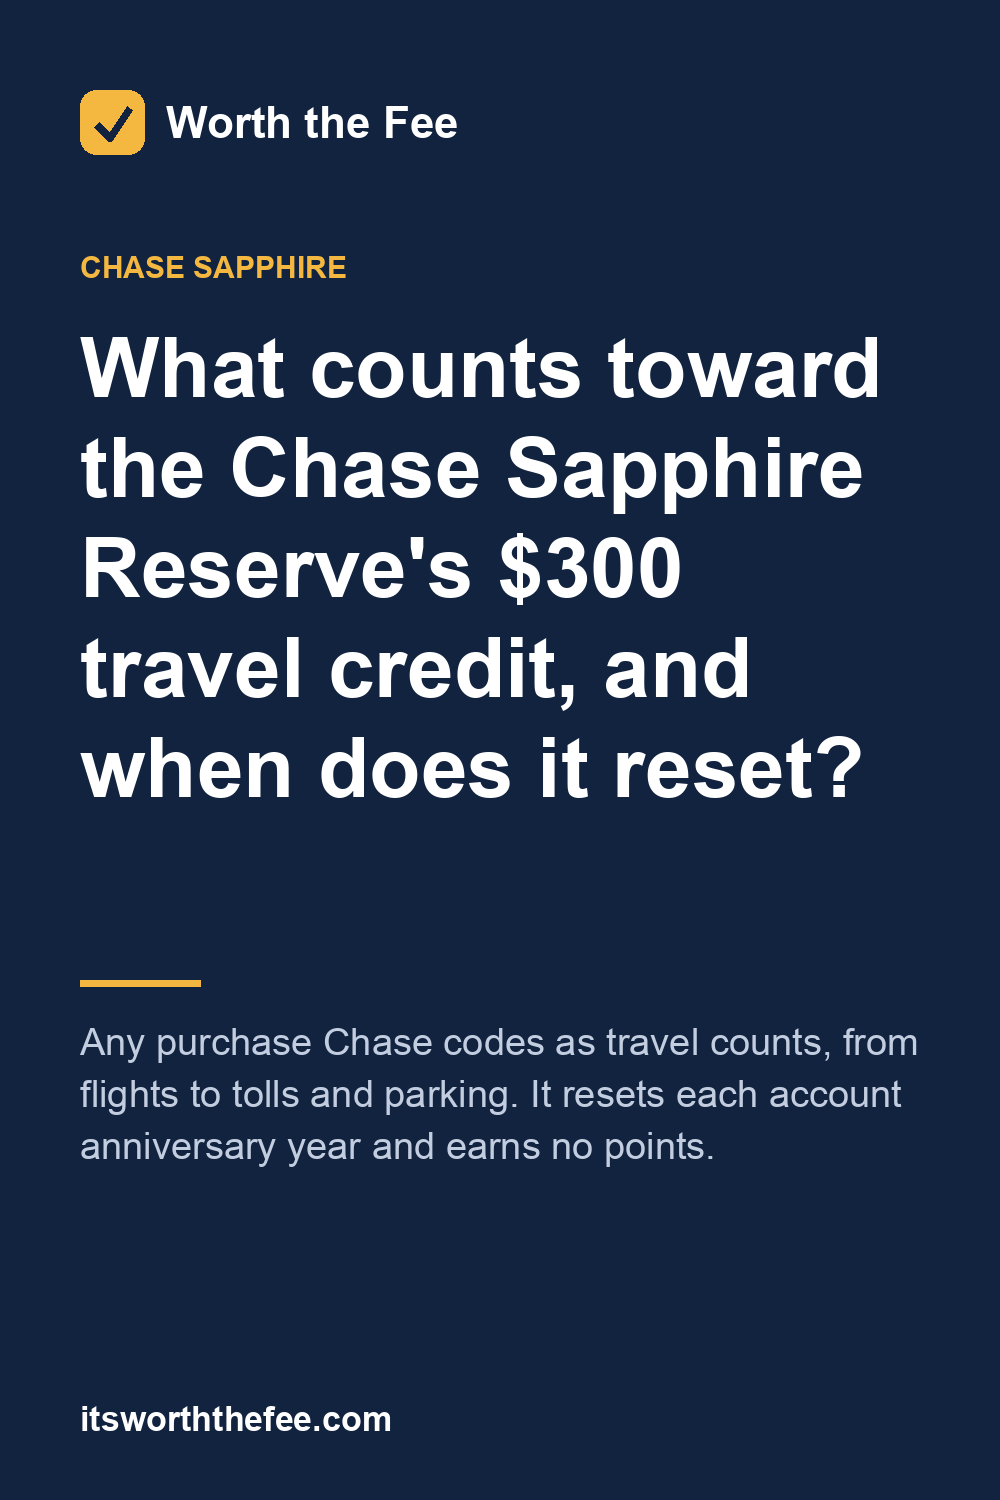 Worth the Fee
CHASE SAPPHIRE
What counts toward
the Chase Sapphire
Reserve's $300
travel credit, and
when does it reset?
Any purchase Chase codes as travel counts, from
flights to tolls and parking. It resets each account
anniversary year and earns no points.
itsworththefee.com